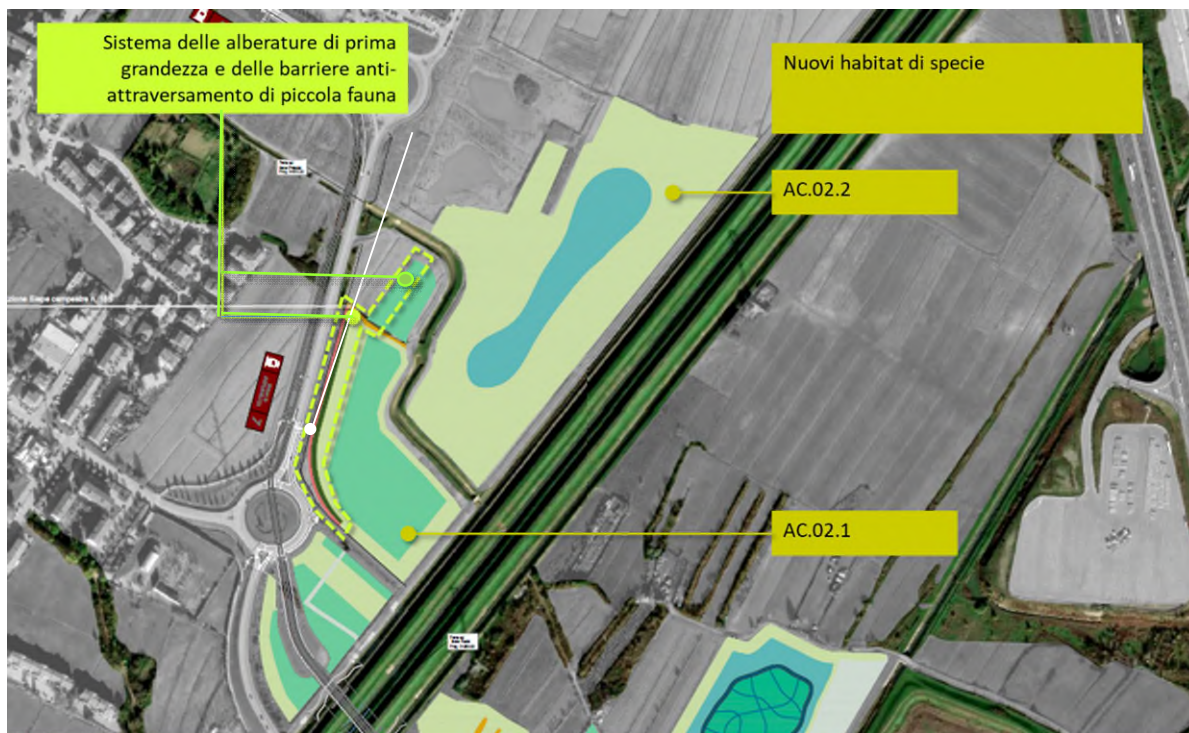 Sistema delle alberature di prima
grandezza e delle barriere anti-
attraversamento di piccola fauna
Nuovi habitat di specie
AC.02.2
AC.02.1
7